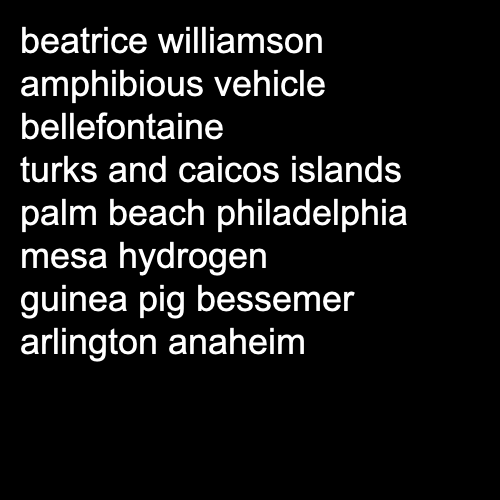 beatrice williamson
amphibious vehicle
bellefontaine
turks and caicos islands
palm beach philadelphia
mesa hydrogen
guinea pig bessemer
arlington anaheim